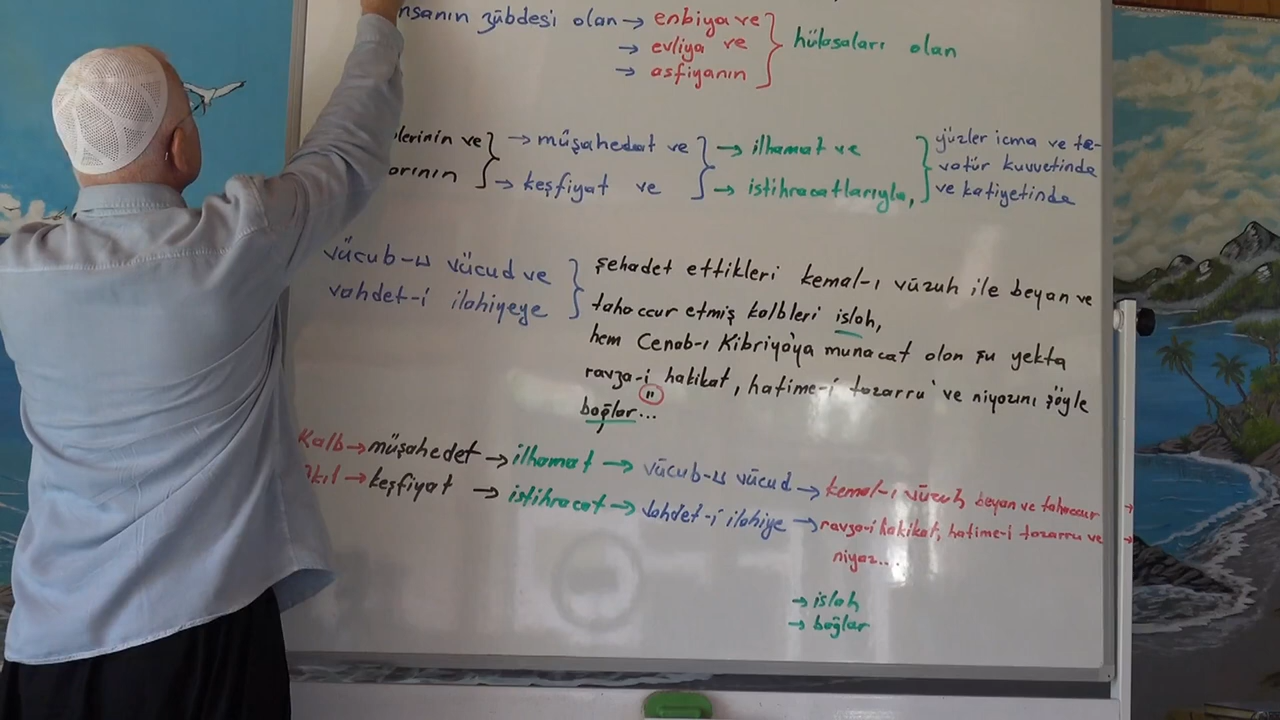 nsanın zübdesi olan → enbiya ve
→ evliya ve
→ asfiyanın
} hülasaları olan
lerinin ve } → müşahedat ve } → ilhamat ve
arının → keşfiyat ve → istihracatlarıyla,
} yüzler icma ve te-
vatür kuvvetinde
ve katiyetinde
vücub-u vücud ve
vahdet-i ilahiyeye
} şehadet ettikleri kemal-ı vüzuh ile beyan ve
tahaccur etmiş kalbleri islah,
hem Cenab-ı Kibriya'ya munacat olan şu yekta
ravza-i hakikat, hatime-i tazarru' ve niyazını şöyle
"
bağlar...
Kalb → müşahedet → ilhamat → vücub-u vücud → kemal-ı vüzuh beyan ve tahaccur →
Akıl → keşfiyat → istihracat → vahdet-i ilahiye → ravza-i hakikat, hatime-i tazarru ve →
niyaz...
→ islah
→ bağlar